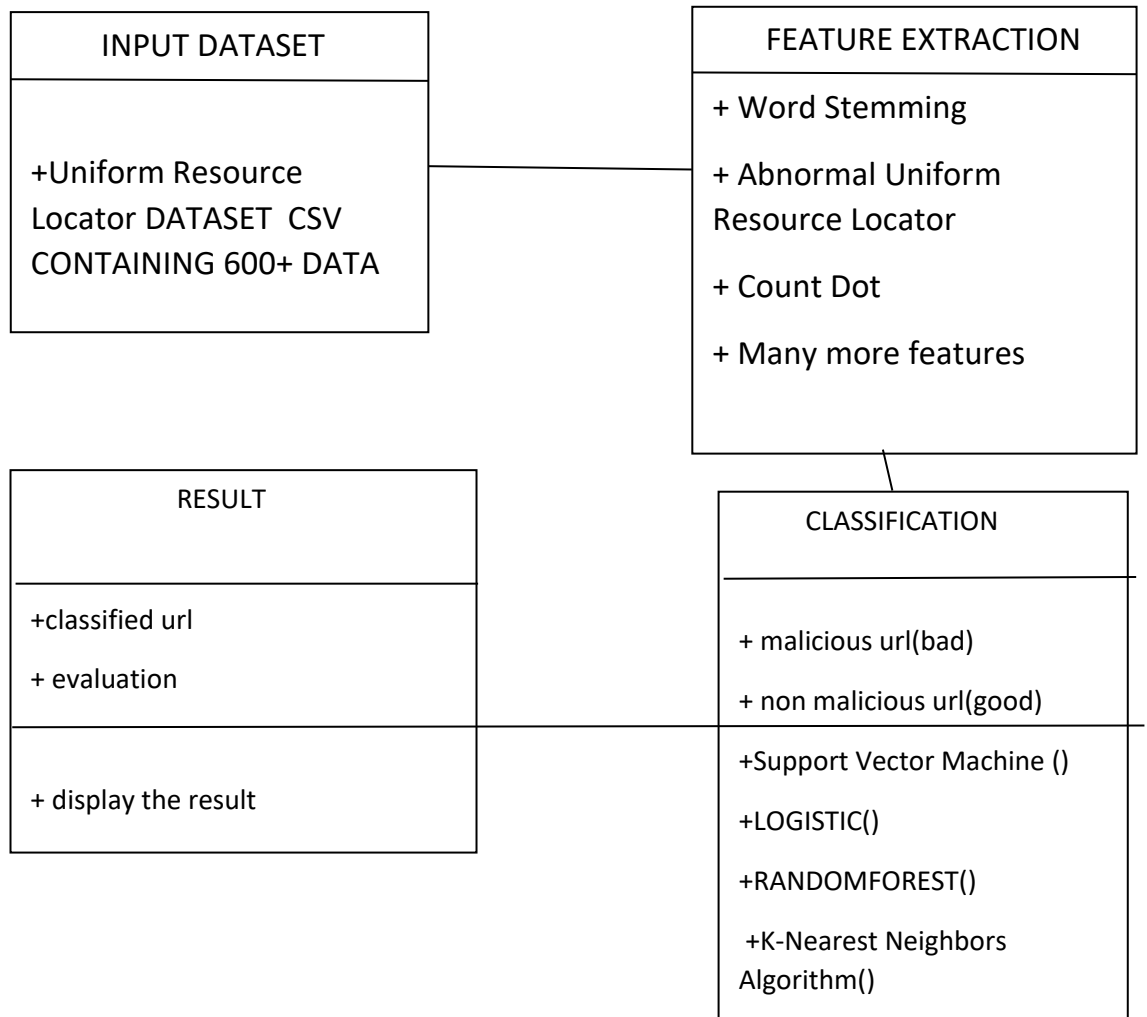 INPUT DATASET
+Uniform Resource
Locator DATASET CSV
CONTAINING 600+ DATA
FEATURE EXTRACTION
+ Word Stemming
+ Abnormal Uniform
Resource Locator
+ Count Dot
+ Many more features
RESULT
+classified url
+ evaluation
+ display the result
CLASSIFICATION
+ malicious url(bad)
+ non malicious url(good)
+Support Vector Machine ()
+LOGISTIC()
+RANDOMFOREST()
+K-Nearest Neighbors
Algorithm()